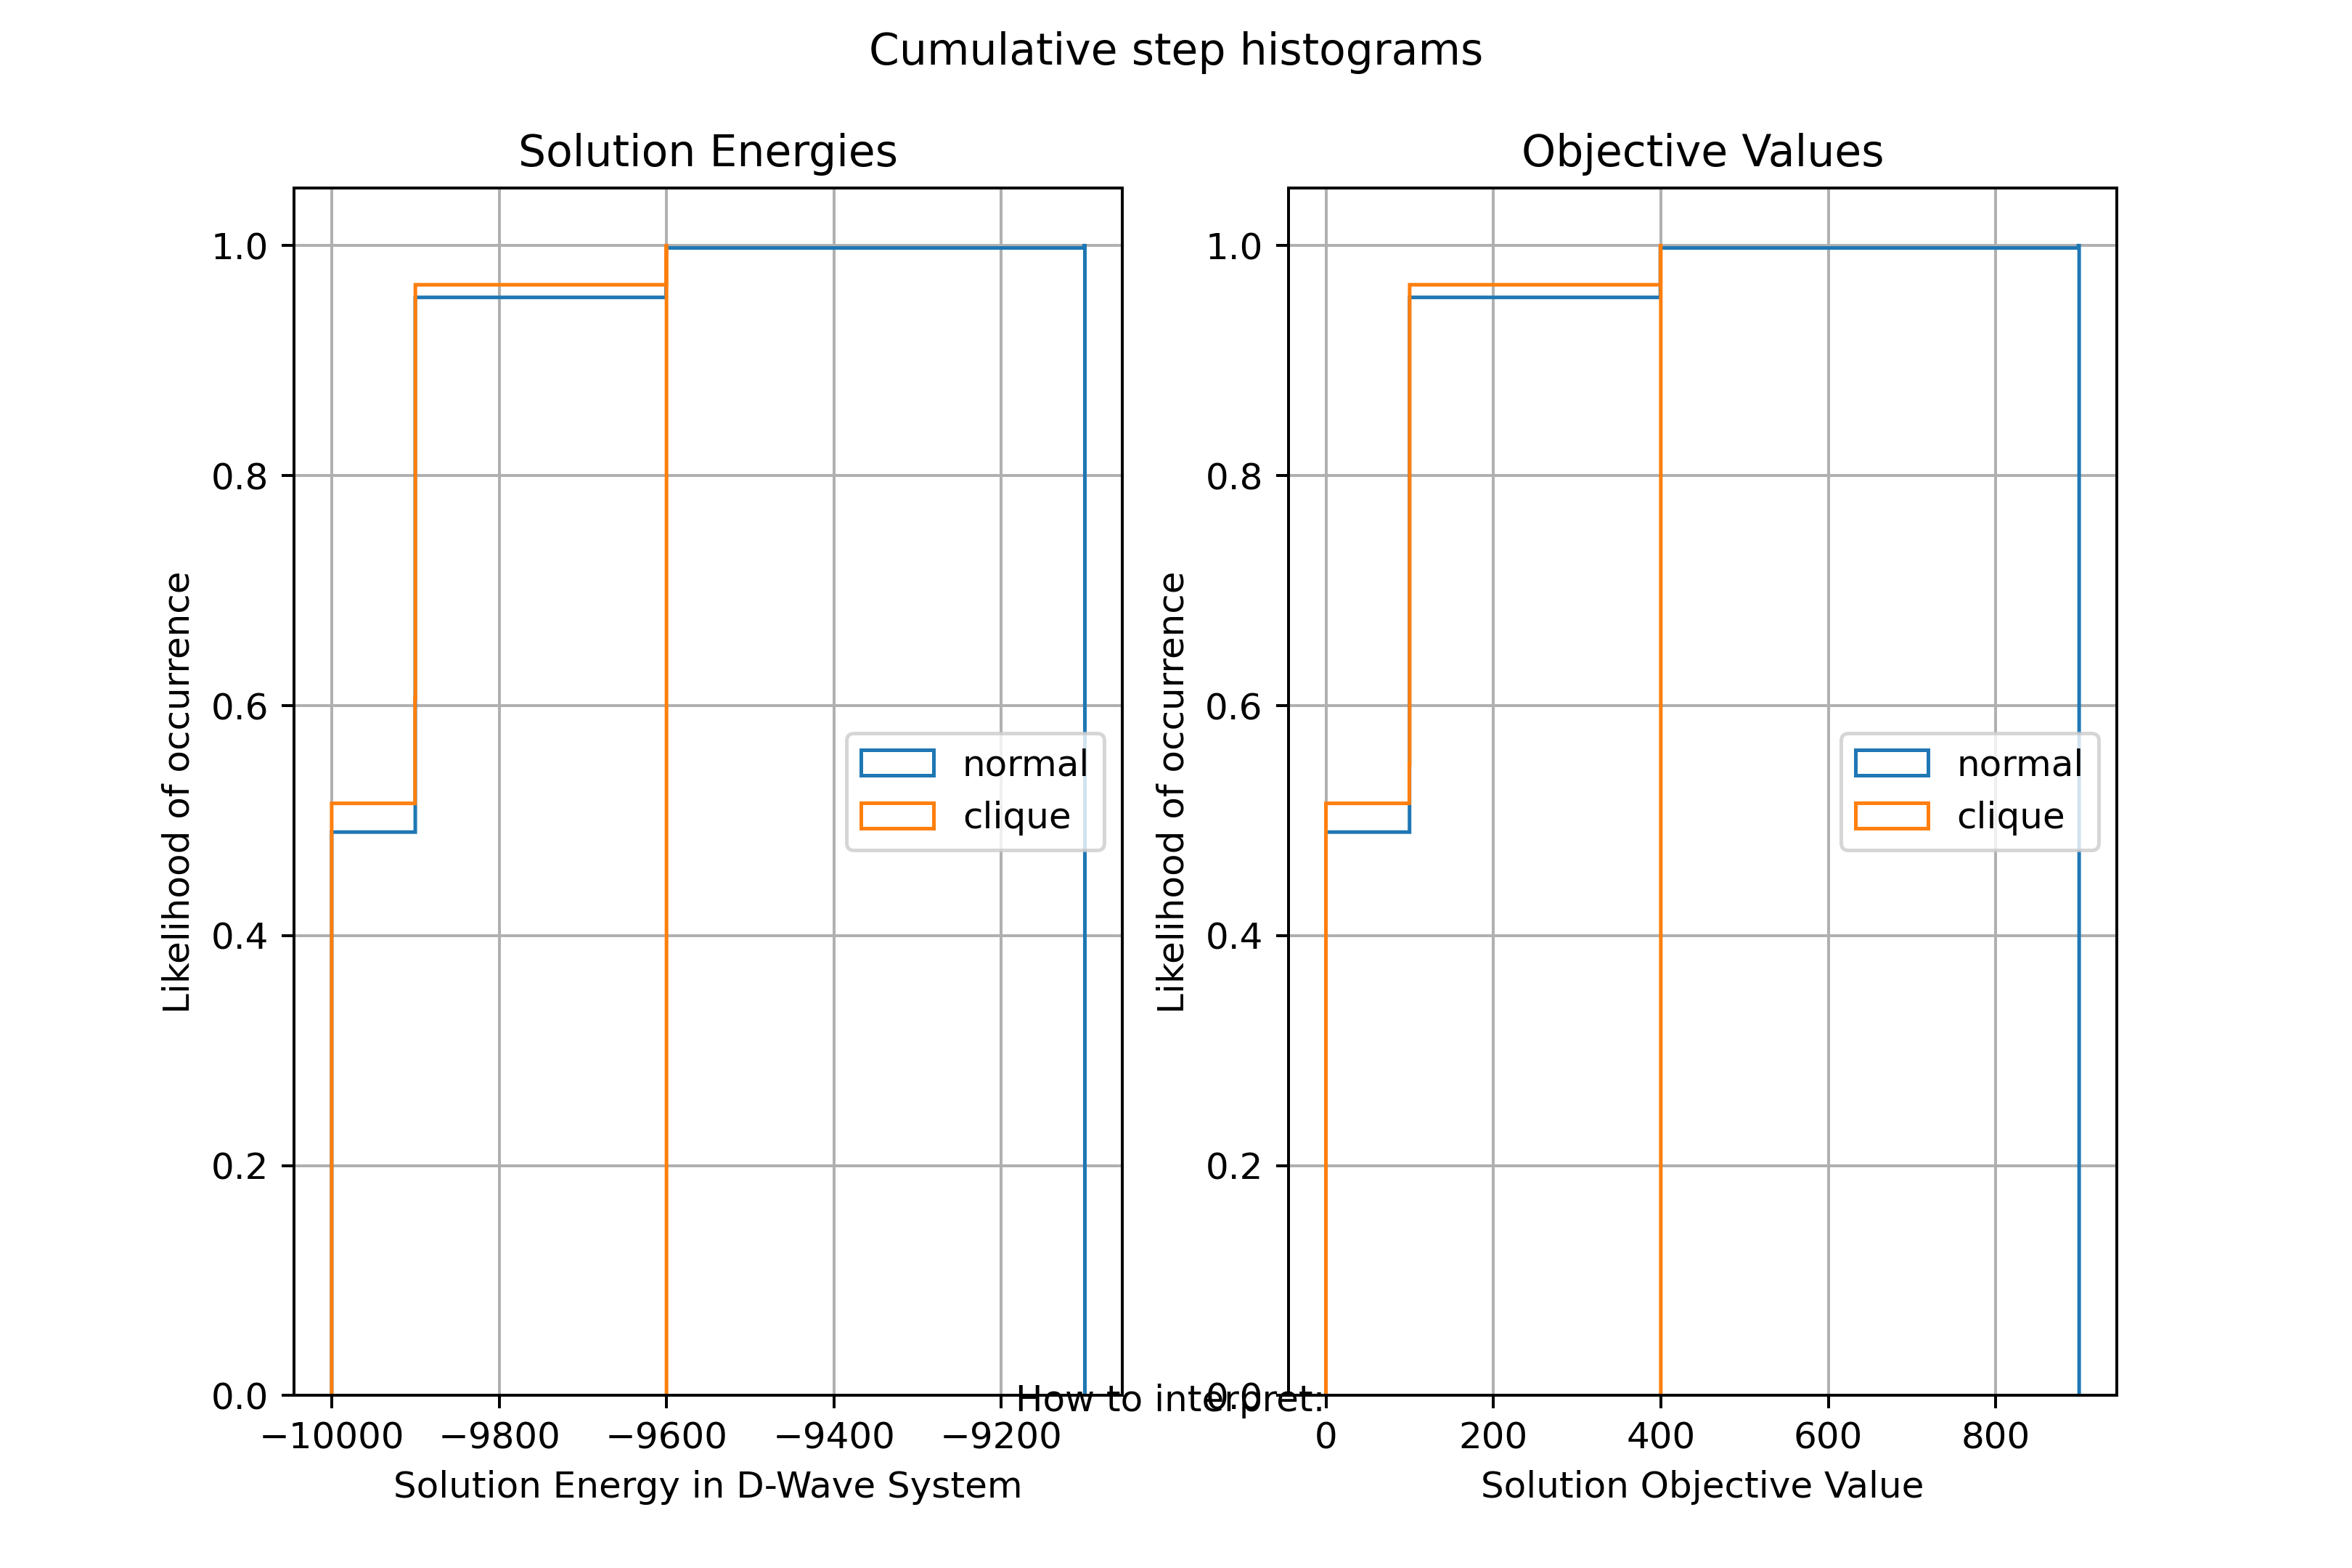 Cumulative step histograms
Solution Energies
1.0
0.8
0.6
0.4
0.2
0.0
Likelihood of occurrence
normal
clique
−10000 −9800 −9600 −9400 −9200
Solution Energy in D-Wave System
Objective Values
1.0
0.8
0.6
0.4
0.2
0.0
Likelihood of occurrence
normal
clique
0 200 400 600 800
Solution Objective Value
How to interpret: